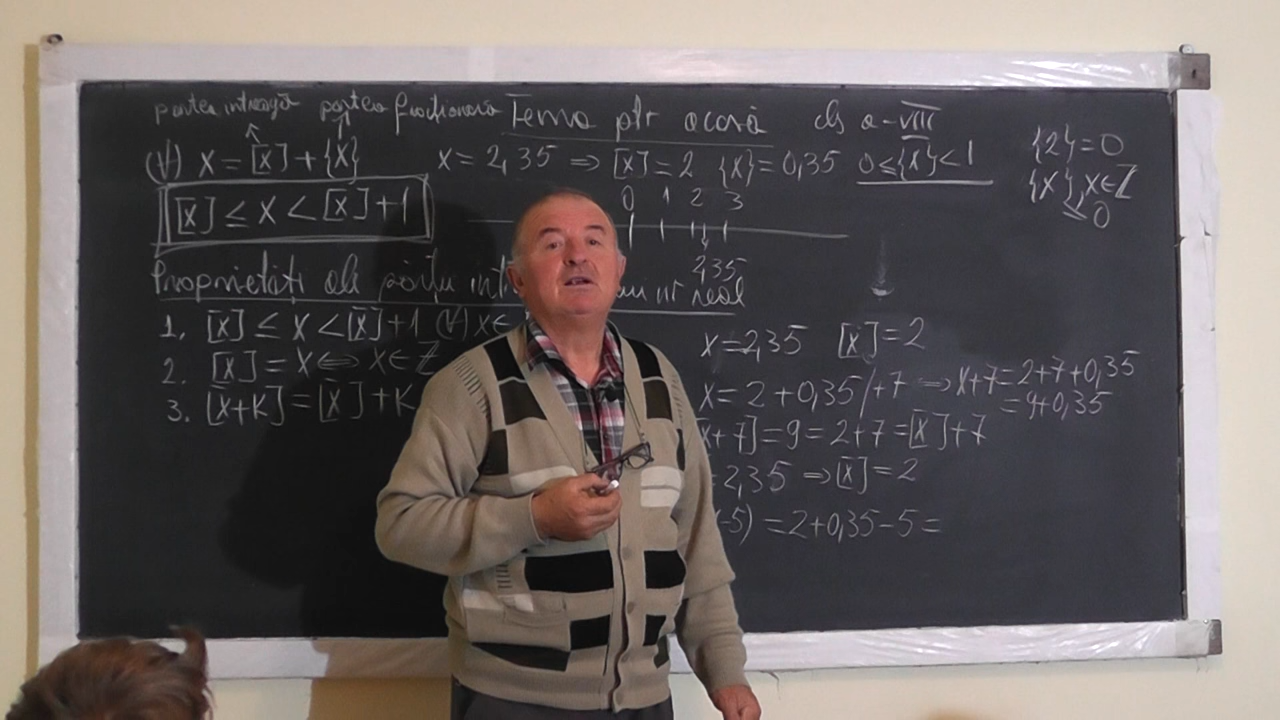 partea întreagă partea fracționară Tema ptr acasă cls a-VIII
(∀) x = [x] + {x} x = 2,35 ⇒ [x] = 2 {x} = 0,35 0 ≤ {x} < 1
{2} = 0
{x}, x∈Z
≤ 0
[x] ≤ x < [x] + 1
0 1 2 3
2,35
Proprietăți ale părții real
1. [x] ≤ x < [x] + 1 (∀) x ∈
2. [x] = x ⇔ x ∈ Z
3. [x+K] = [x] + K
x = 2,35 [x] = 2
x = 2 + 0,35 /+7 ⇒ x+7 = 2+7+0,35
= 9+0,35
x+7] = 9 = 2+7 = [x] + 7
= 2,35 ⇒ [x] = 2
(-5) = 2+0,35-5 =